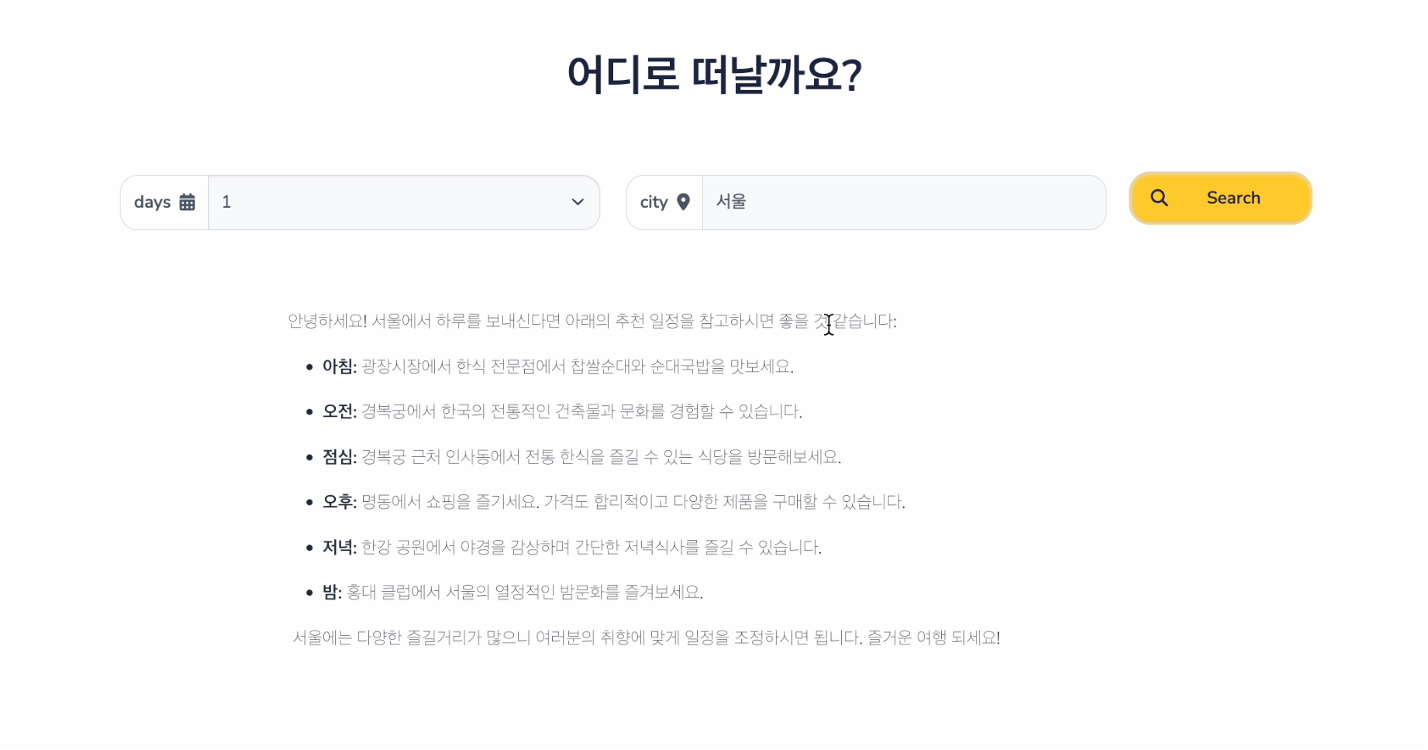 어디로 떠날까요?
days 1 city 서울 Search
안녕하세요! 서울에서 하루를 보내신다면 아래의 추천 일정을 참고하시면 좋을 것 같습니다:
• 아침: 광장시장에서 한식 전문점에서 찹쌀순대와 순대국밥을 맛보세요.
• 오전: 경복궁에서 한국의 전통적인 건축물과 문화를 경험할 수 있습니다.
• 점심: 경복궁 근처 인사동에서 전통 한식을 즐길 수 있는 식당을 방문해보세요.
• 오후: 명동에서 쇼핑을 즐기세요. 가격도 합리적이고 다양한 제품을 구매할 수 있습니다.
• 저녁: 한강 공원에서 야경을 감상하며 간단한 저녁식사를 즐길 수 있습니다.
• 밤: 홍대 클럽에서 서울의 열정적인 밤문화를 즐겨보세요.
서울에는 다양한 즐길거리가 많으니 여러분의 취향에 맞게 일정을 조정하시면 됩니다. 즐거운 여행 되세요!